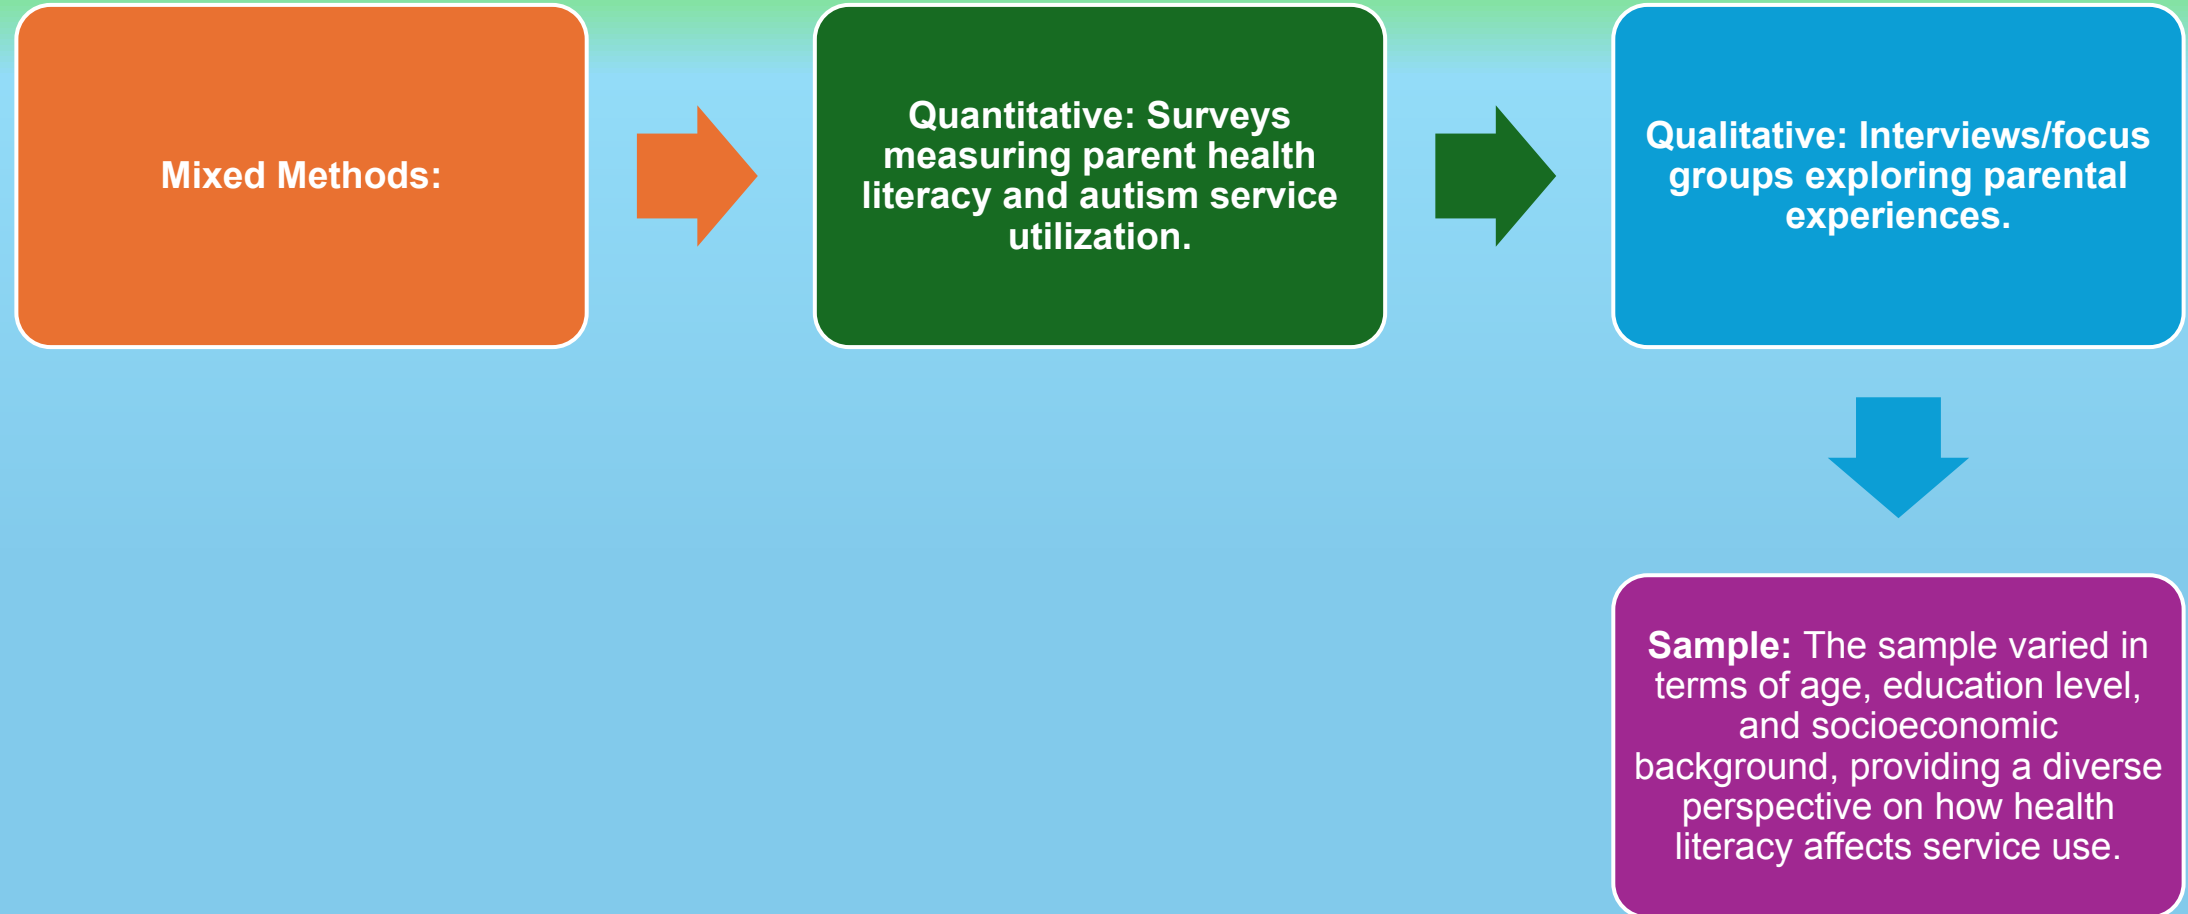 Mixed Methods:
Quantitative: Surveys
measuring parent health
literacy and autism service
utilization.
Qualitative: Interviews/focus
groups exploring parental
experiences.
Sample: The sample varied in
terms of age, education level,
and socioeconomic
background, providing a diverse
perspective on how health
literacy affects service use.